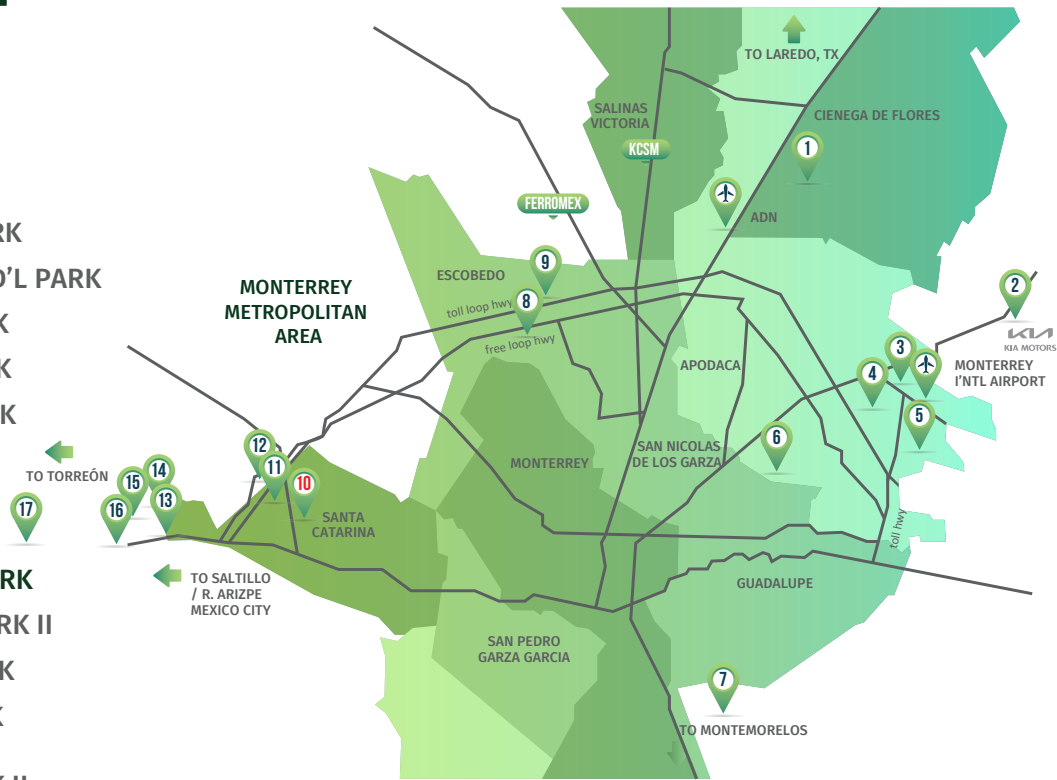 TO LAREDO, TX
SALINAS
VICTORIA
CIENEGA DE FLORES
KCSM
1
FERROMEX
ADN
RK
D'L PARK
K
K
K
MONTERREY
METROPOLITAN
AREA
ESCOBEDO
9
8
toll loop hwy
free loop hwy
2
KIA
KIA MOTORS
3
4
MONTERREY
I'NTL AIRPORT
5
APODACA
6
SAN NICOLAS
DE LOS GARZA
MONTERREY
12
11
10
TO TORREÓN
14
15
13
16
17
SANTA
CATARINA
toll hwy
TO SALTILLO
/ R. ARIZPE
MEXICO CITY
GUADALUPE
RK
RK II
K
K
SAN PEDRO
GARZA GARCIA
7
TO MONTEMORELOS